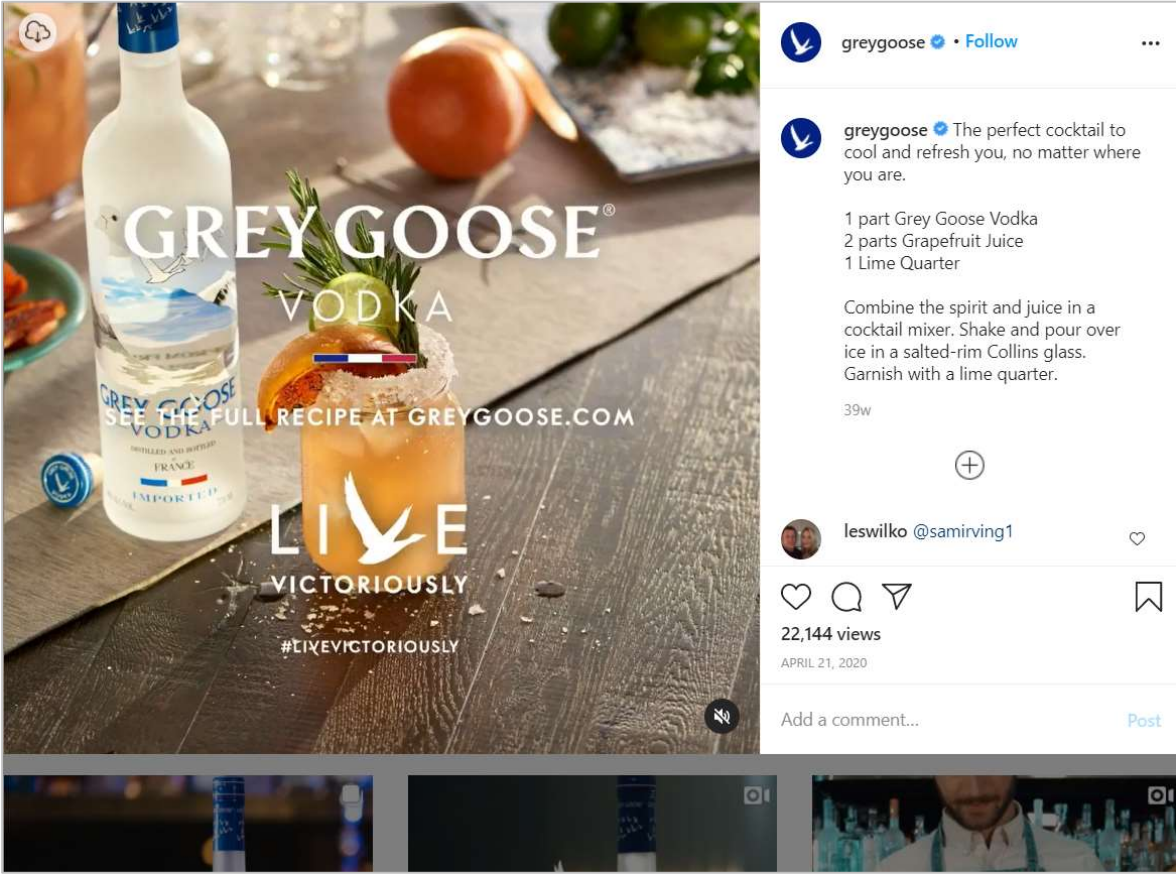 GREY GOOSE®
VODKA
SEE THE FULL RECIPE AT GREYGOOSE.COM
LIVE
VICTORIOUSLY
#LIVEVICTORIOUSLY
GREY GOOSE
VODKA
DISTILLED AND BOTTLED
FRANCE
IMPORTED
greygoose • Follow
greygoose The perfect cocktail to
cool and refresh you, no matter where
you are.
1 part Grey Goose Vodka
2 parts Grapefruit Juice
1 Lime Quarter
Combine the spirit and juice in a
cocktail mixer. Shake and pour over
ice in a salted-rim Collins glass.
Garnish with a lime quarter.
39w
leswilko @samirving1
22,144 views
APRIL 21, 2020
Add a comment...
Post